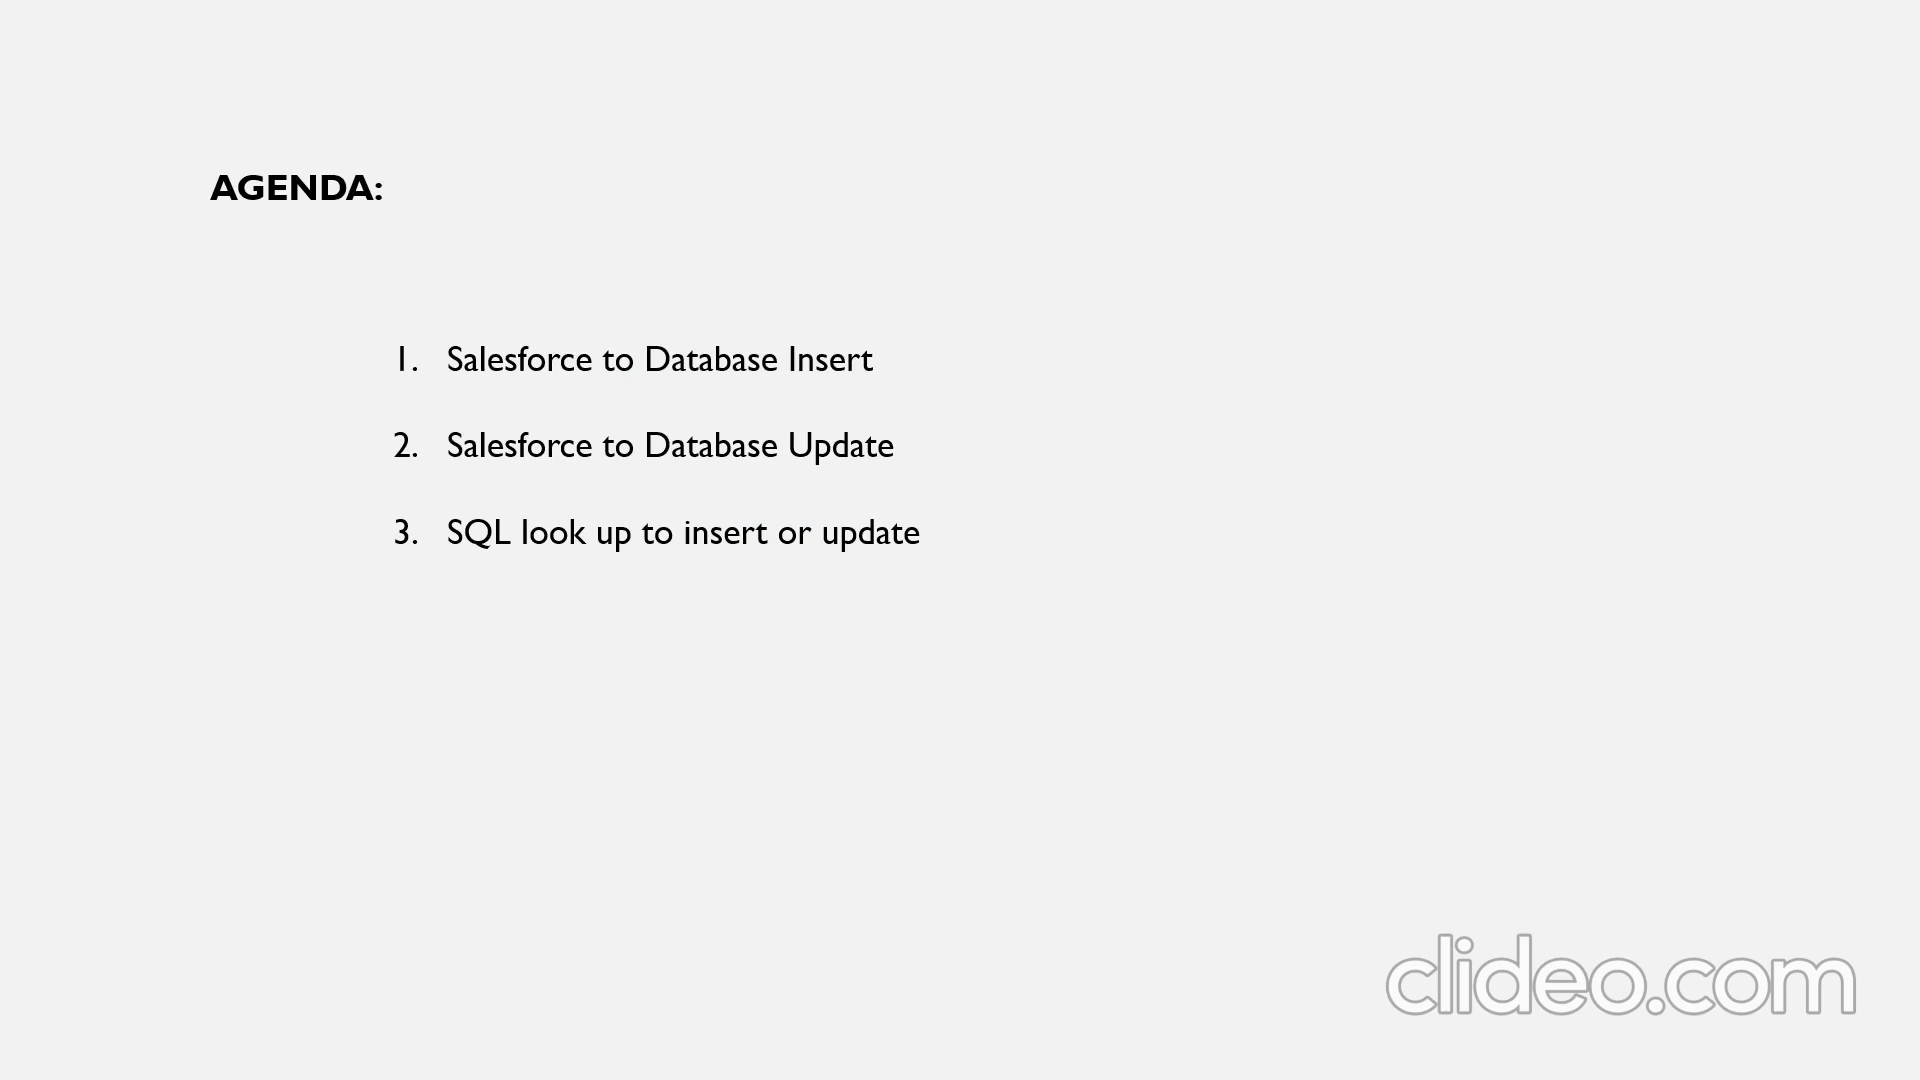 AGENDA:
1. Salesforce to Database Insert
2. Salesforce to Database Update
3. SQL look up to insert or update
clideo.com